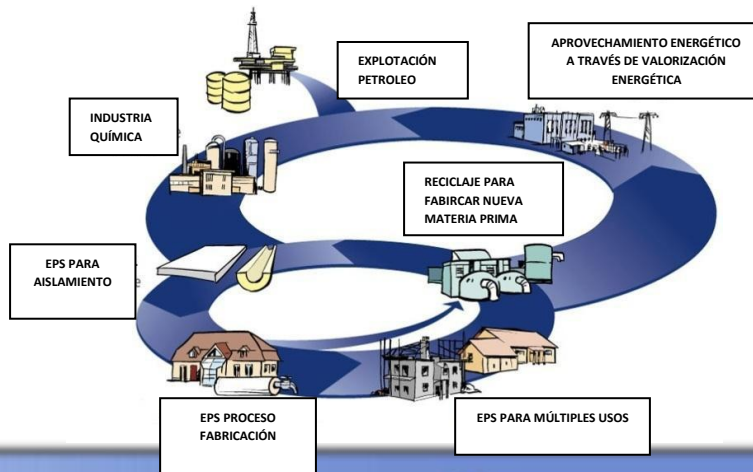 EXPLOTACIÓN
PETROLEO
APROVECHAMIENTO ENERGÉTICO
A TRAVÉS DE VALORIZACIÓN
ENERGÉTICA
INDUSTRIA
QUÍMICA
RECICLAJE PARA
FABIRCAR NUEVA
MATERIA PRIMA
EPS PARA
AISLAMIENTO
EPS PROCESO
FABRICACIÓN
EPS PARA MÚLTIPLES USOS